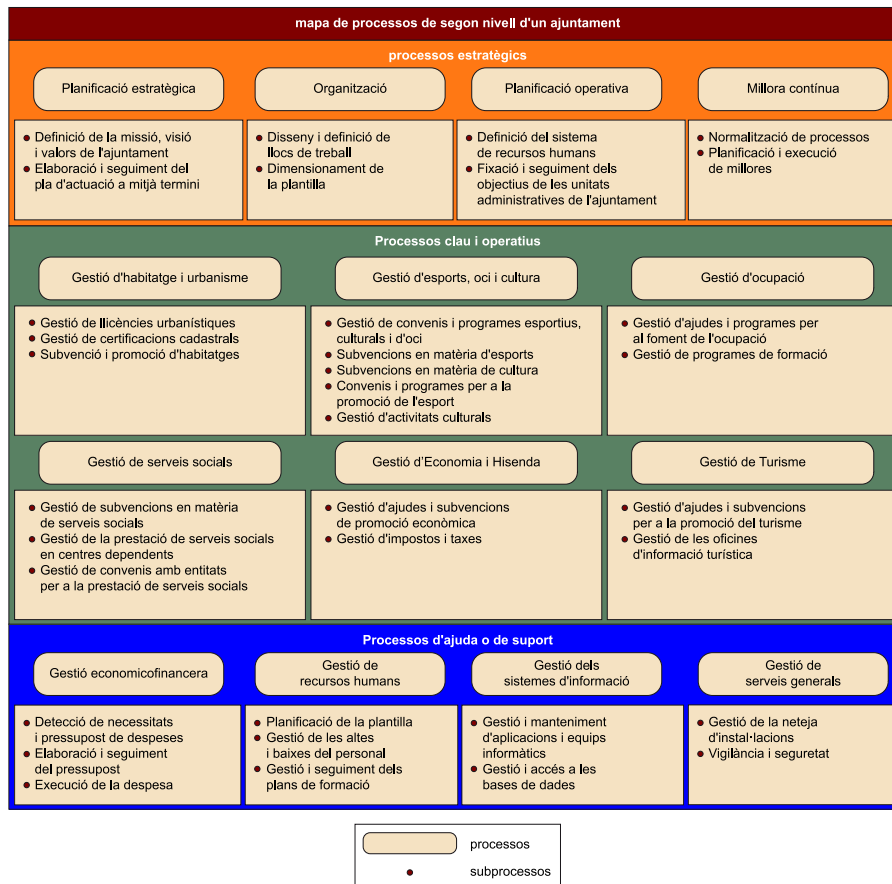 mapa de processos de segon nivell d'un ajuntament
processos estratègics
Planificació estratègica
Organització
Planificació operativa
Millora contínua
Definició de la missió, visió
i valors de l'ajuntament
Elaboració i seguiment del
pla d'actuació a mitjà termini
Disseny i definició de
llocs de treball
Dimensionament de
la plantilla
Definició del sistema
de recursos humans
Fixació i seguiment dels
objectius de les unitats
administratives de l'ajuntament
Normalització de processos
Planificació i execució
de millores
Processos clau i operatius
Gestió d'habitatge i urbanisme
Gestió d'esports, oci i cultura
Gestió d'ocupació
Gestió de llicències urbanístiques
Gestió de certificacions cadastrals
Subvenció i promoció d'habitatges
Gestió de convenis i programes esportius,
culturals i d'oci
Subvencions en matèria d'esports
Subvencions en matèria de cultura
Convenis i programes per a la
promoció de l'esport
Gestió d'activitats culturals
Gestió d'ajudes i programes per
al foment de l'ocupació
Gestió de programes de formació
Gestió de serveis socials
Gestió d'Economia i Hisenda
Gestió de Turisme
Gestió de subvencions en matèria
de serveis socials
Gestió de la prestació de serveis socials
en centres dependents
Gestió de convenis amb entitats
per a la prestació de serveis socials
Gestió d'ajudes i subvencions
de promoció econòmica
Gestió d'impostos i taxes
Gestió d'ajudes i subvencions
per a la promoció del turisme
Gestió de les oficines
d'informació turística
Processos d'ajuda o de suport
Gestió economicofinancera
Gestió de
recursos humans
Gestió dels
sistemes d'informació
Gestió de
serveis generals
Detecció de necessitats
i pressupost de despeses
Elaboració i seguiment
del pressupost
Execució de la despesa
Planificació de la plantilla
Gestió de les altes
i baixes del personal
Gestió i seguiment dels
plans de formació
Gestió i manteniment
d'aplicacions i equips
informàtics
Gestió i accés a les
bases de dades
Gestió de la neteja
d'instal·lacions
Vigilància i seguretat
processos
subprocessos